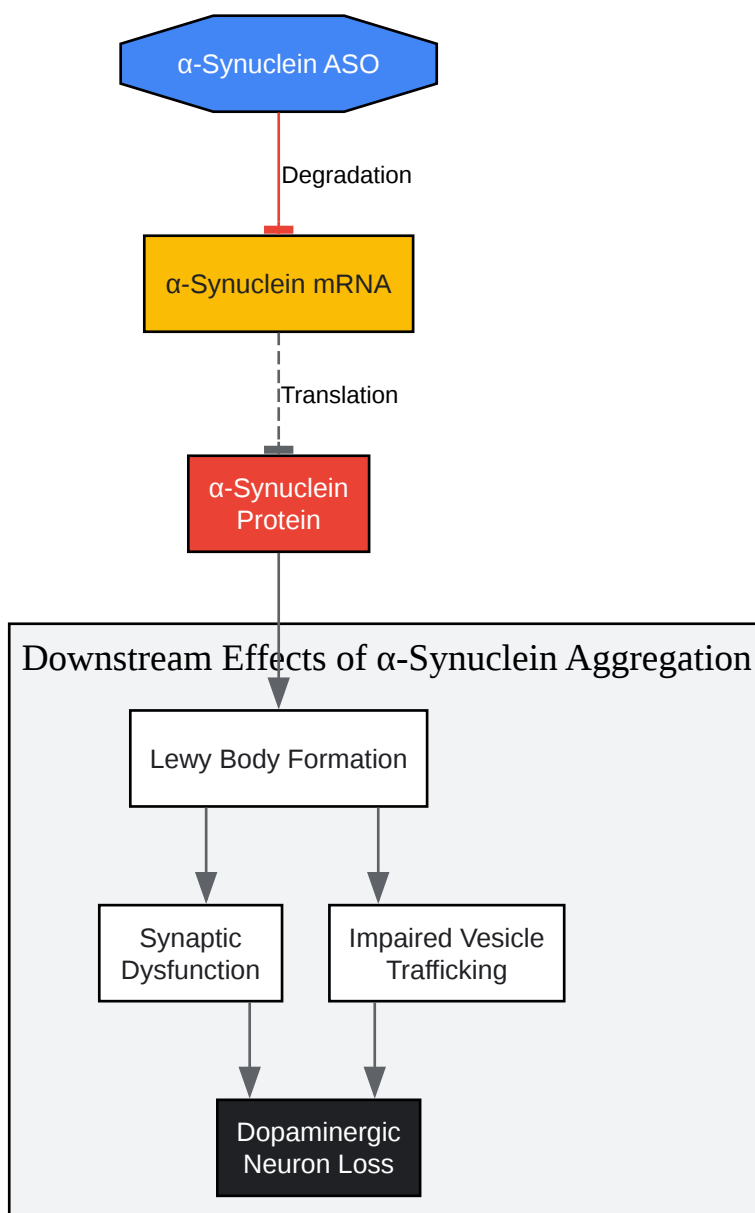 α-Synuclein ASO
Degradation
α-Synuclein mRNA
Translation
α-Synuclein
Protein
Downstream Effects of α-Synuclein Aggregation
Lewy Body Formation
Synaptic
Dysfunction
Impaired Vesicle
Trafficking
Dopaminergic
Neuron Loss